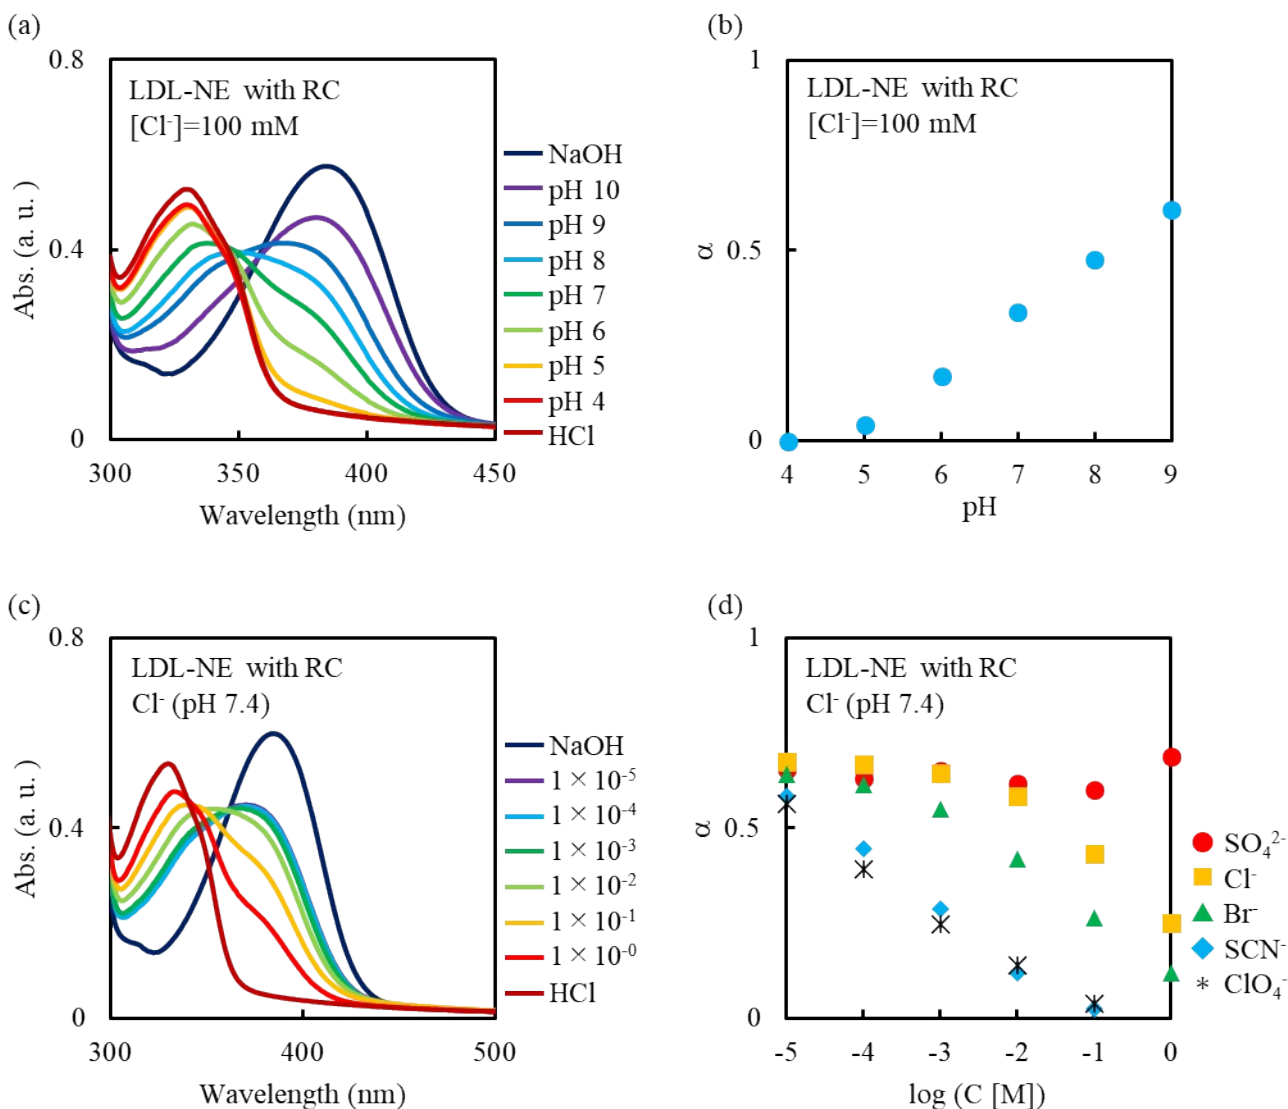 (a)
0.8
LDL-NE with RC
[Cl⁻]=100 mM
Abs. (a. u. )
0.4
0
300
350
400
450
Wavelength (nm)
NaOH
pH 10
pH 9
pH 8
pH 7
pH 6
pH 5
pH 4
HCl
(b)
1
LDL-NE with RC
[Cl⁻]=100 mM
α
0.5
0
4
5
6
7
8
9
pH
(c)
0.8
LDL-NE with RC
Cl⁻ (pH 7.4)
Abs. (a. u. )
0.4
0
300
400
500
Wavelength (nm)
NaOH
1 × 10⁻⁵
1 × 10⁻⁴
1 × 10⁻³
1 × 10⁻²
1 × 10⁻¹
1 × 10⁻⁰
HCl
(d)
1
LDL-NE with RC
Cl⁻ (pH 7.4)
α
0.5
0
-5
-4
-3
-2
-1
0
log (C [M])
SO₄²⁻
Cl⁻
Br⁻
SCN⁻
ClO₄⁻